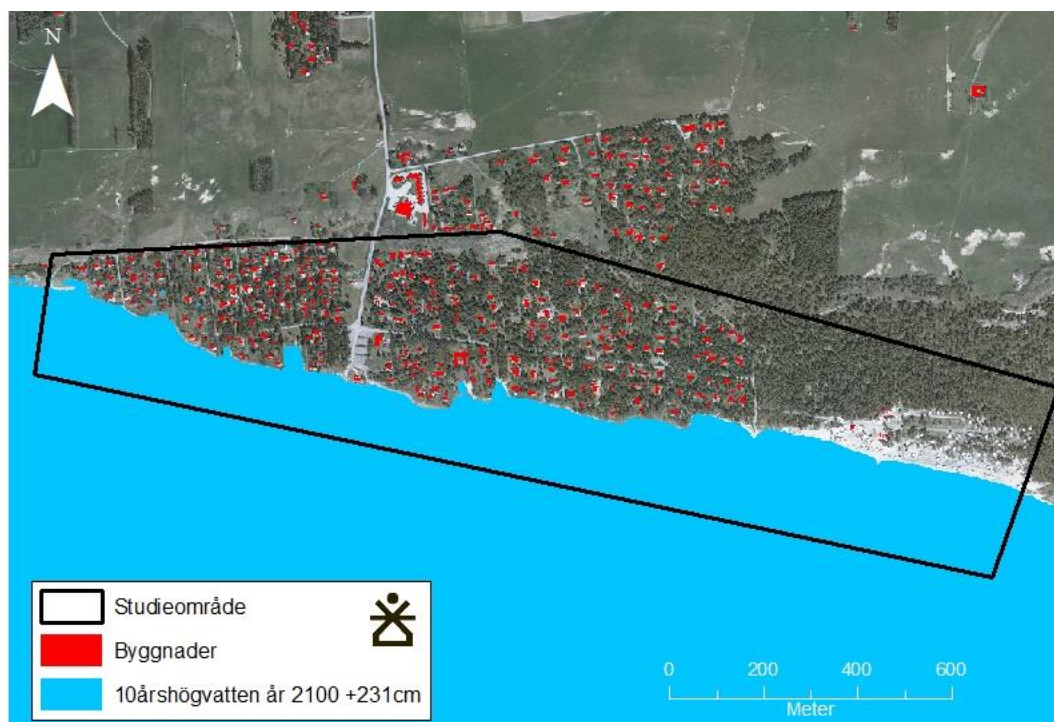 N
Studieområde
Byggnader
10årshögvatten år 2100 +231cm
0 200 400 600
Meter